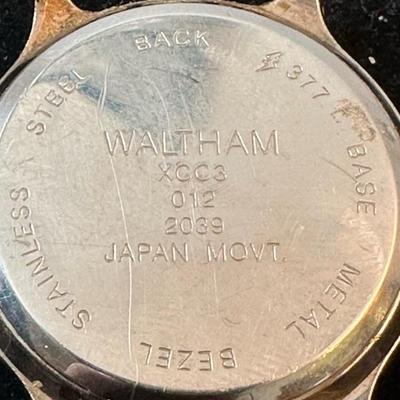 WALTHAM
XCC3
012
2039
JAPAN MOVT.
STAINLESS STEEL BACK
377
BASE METAL BEZEL